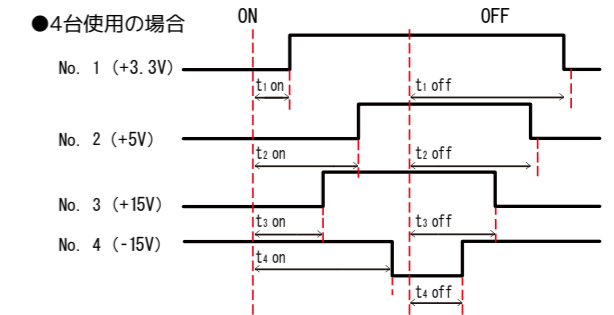 ●4台使用の場合
ON
OFF
No. 1 (+3.3V)
t₁ on
t₁ off
No. 2 (+5V)
t₂ on
t₂ off
No. 3 (+15V)
t₃ on
t₃ off
No. 4 (-15V)
t₄ on
t₄ off